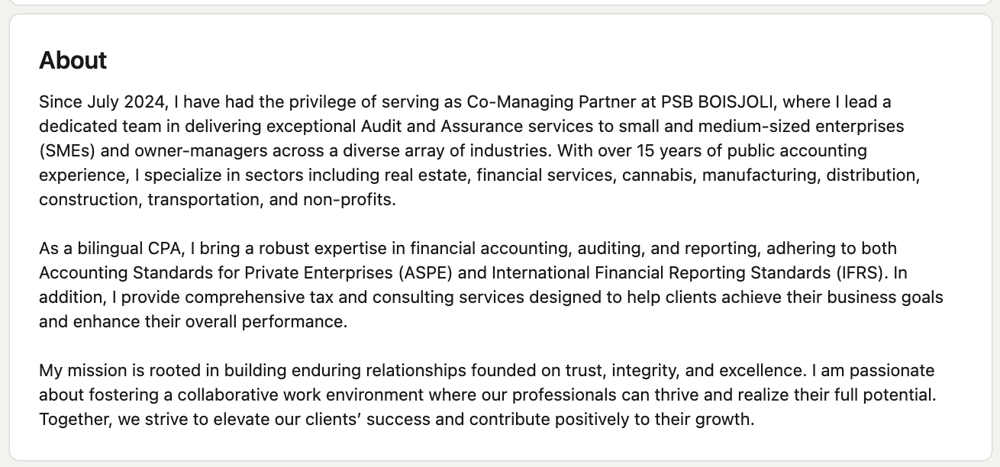 About
Since July 2024, I have had the privilege of serving as Co-Managing Partner at PSB BOISJOLI, where I lead a
dedicated team in delivering exceptional Audit and Assurance services to small and medium-sized enterprises
(SMEs) and owner-managers across a diverse array of industries. With over 15 years of public accounting
experience, I specialize in sectors including real estate, financial services, cannabis, manufacturing, distribution,
construction, transportation, and non-profits.
As a bilingual CPA, I bring a robust expertise in financial accounting, auditing, and reporting, adhering to both
Accounting Standards for Private Enterprises (ASPE) and International Financial Reporting Standards (IFRS). In
addition, I provide comprehensive tax and consulting services designed to help clients achieve their business goals
and enhance their overall performance.
My mission is rooted in building enduring relationships founded on trust, integrity, and excellence. I am passionate
about fostering a collaborative work environment where our professionals can thrive and realize their full potential.
Together, we strive to elevate our clients’ success and contribute positively to their growth.